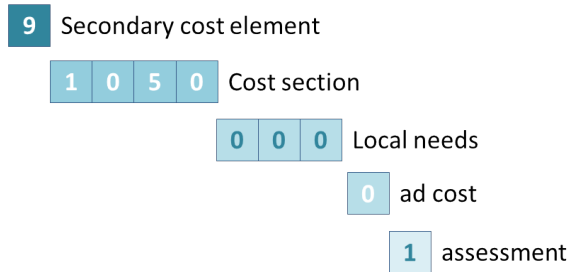 9 Secondary cost element
1 0 5 0 Cost section
0 0 0 Local needs
0 ad cost
1 assessment